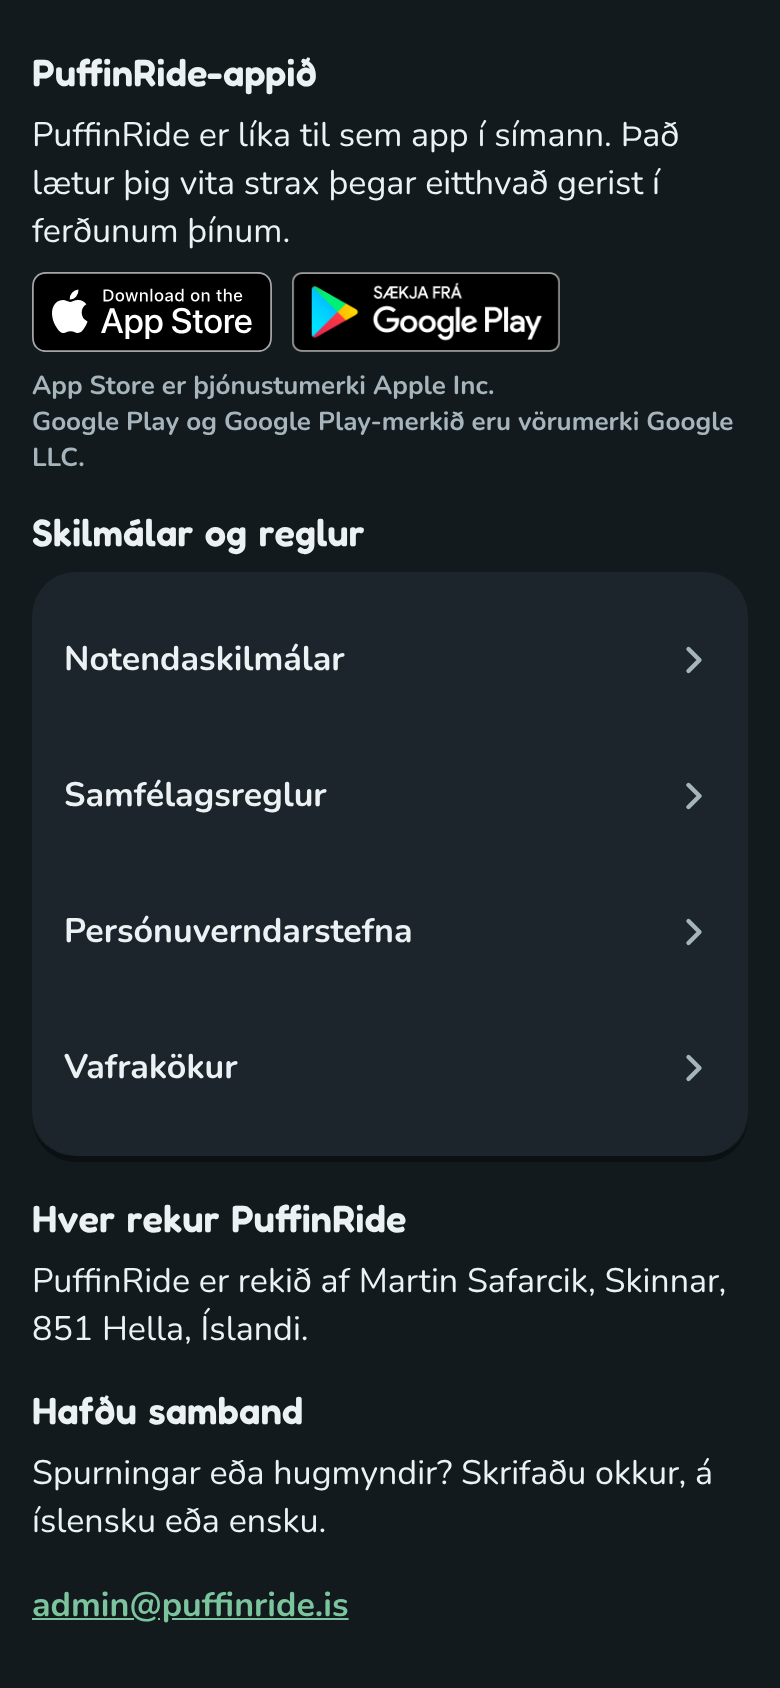 PuffinRide-appið
PuffinRide er líka til sem app í símann. Það
lætur þig vita strax þegar eitthvað gerist í
ferðunum þínum.
Download on the
App Store
SÆKJA FRÁ
Google Play
App Store er þjónustumerki Apple Inc.
Google Play og Google Play-merkið eru vörumerki Google
LLC.
Skilmálar og reglur
Notendaskilmálar
Samfélagsreglur
Persónuverndarstefna
Vafrakökur
Hver rekur PuffinRide
PuffinRide er rekið af Martin Safarcik, Skinnar,
851 Hella, Íslandi.
Hafðu samband
Spurningar eða hugmyndir? Skrifaðu okkur, á
íslensku eða ensku.
admin@puffinride.is